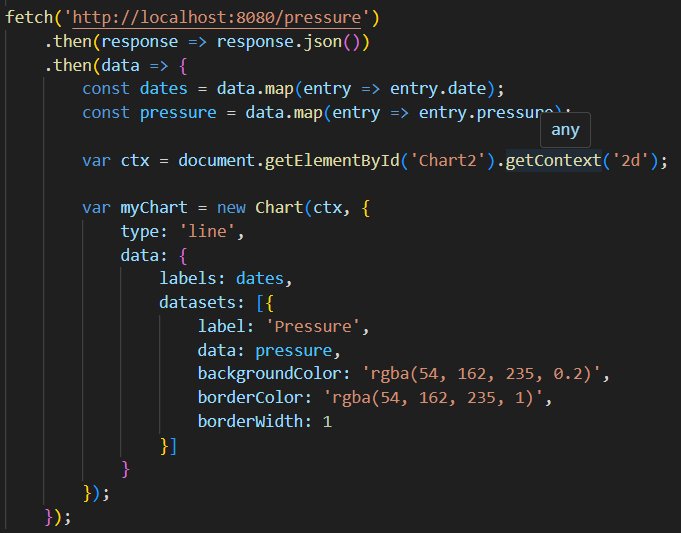 fetch('http://localhost:8080/pressure')
    .then(response => response.json())
    .then(data => {
        const dates = data.map(entry => entry.date);
        const pressure = data.map(entry => entry.pressure);
any
        var ctx = document.getElementById('Chart2').getContext('2d');
        var myChart = new Chart(ctx, {
            type: 'line',
            data: {
                labels: dates,
                datasets: [{
                    label: 'Pressure',
                    data: pressure,
                    backgroundColor: 'rgba(54, 162, 235, 0.2)',
                    borderColor: 'rgba(54, 162, 235, 1)',
                    borderWidth: 1
                }]
            }
        });
    });